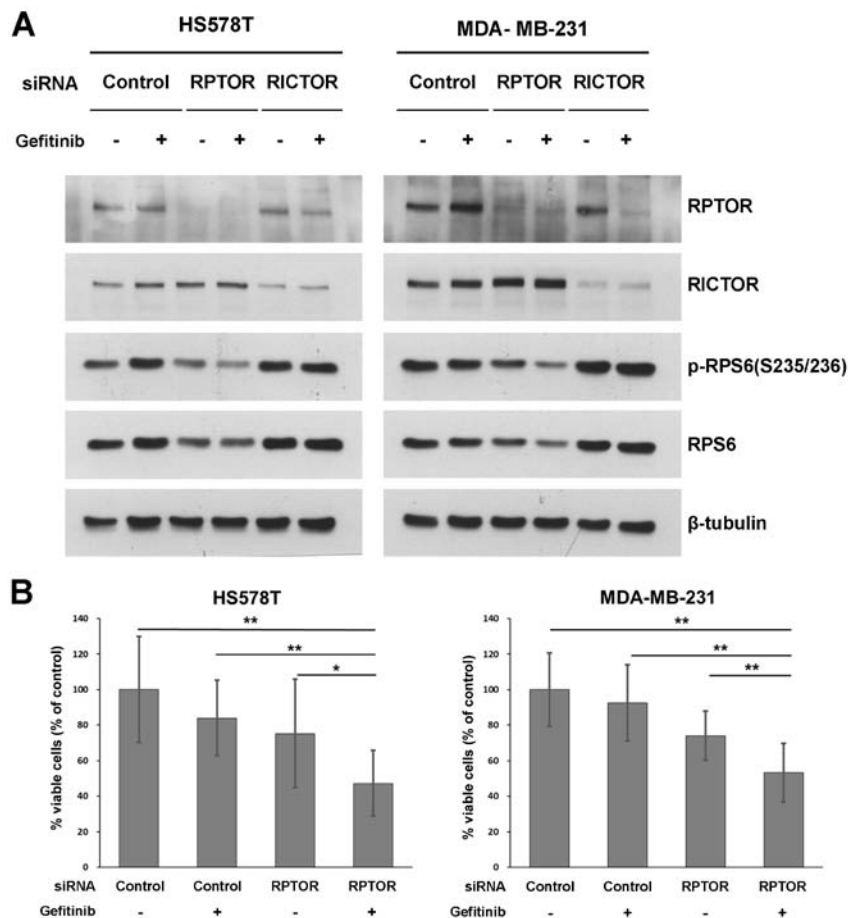 A
HS578T MDA- MB-231
siRNA Control RPTOR RICTOR Control RPTOR RICTOR
Gefitinib - + - + - + - + - + - +
RPTOR
RICTOR
p-RPS6(S235/236)
RPS6
β-tubulin
B
HS578T
% viable cells (% of control)
140
120
100
80
60
40
20
0
**
**
*
siRNA Control Control RPTOR RPTOR
Gefitinib - + - +
MDA-MB-231
% viable cells (% of control)
140
120
100
80
60
40
20
0
**
**
**
siRNA Control Control RPTOR RPTOR
Gefitinib - + - +